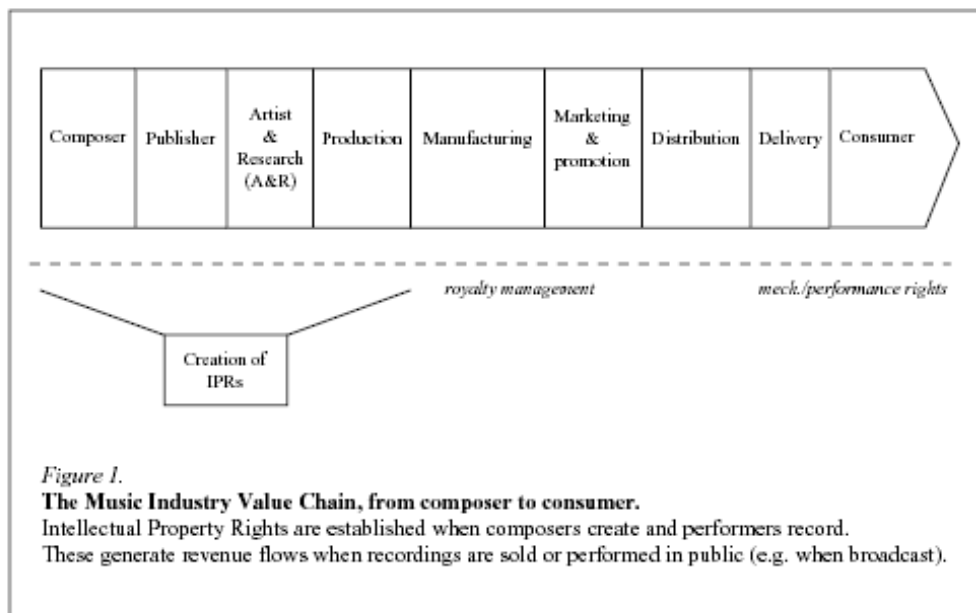 Composer
Publisher
Artist
&
Research
(A&R)
Production
Manufacturing
Marketing
&
promotion
Distribution
Delivery
Consumer
royalty management
mech./performance rights
Creation of
IPRs
Figure 1.
The Music Industry Value Chain, from composer to consumer.
Intellectual Property Rights are established when composers create and performers record.
These generate revenue flows when recordings are sold or performed in public (e.g. when broadcast).